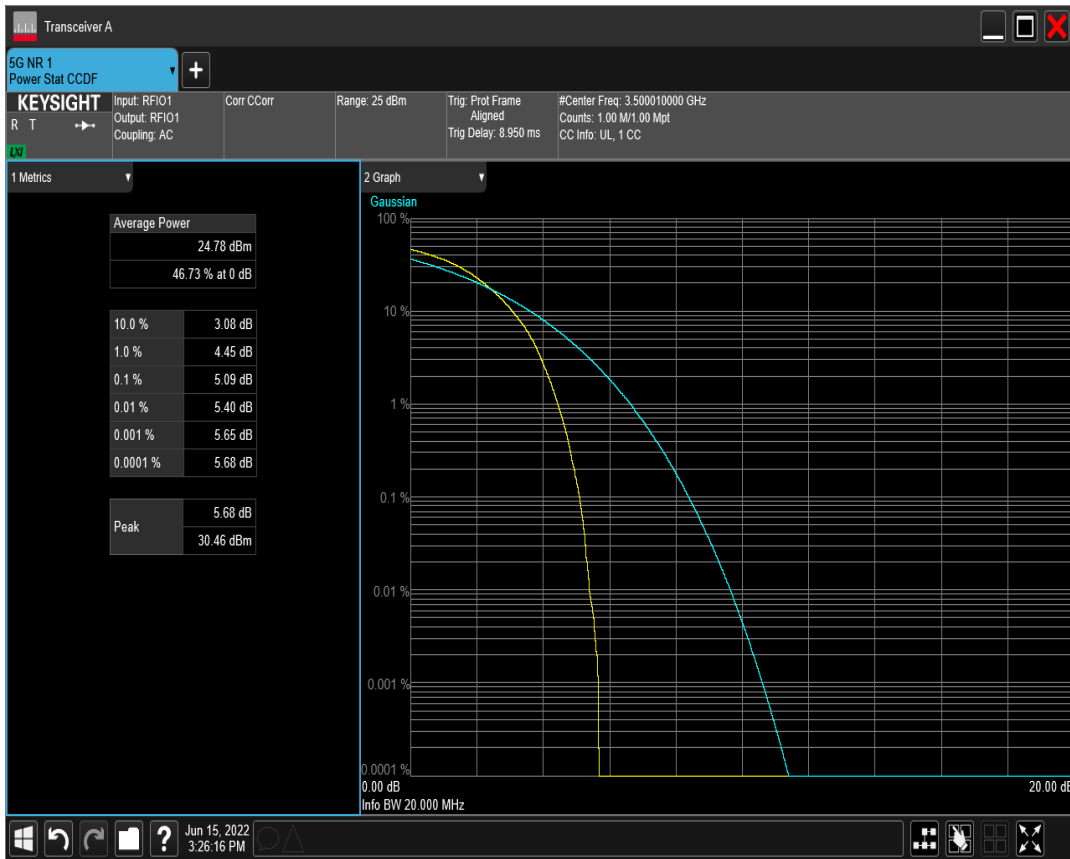 Transceiver A
5G NR 1
Power Stat CCDF
KEYSIGHT
R T
LXI
Input: RFIO1
Output: RFIO1
Coupling: AC
Corr CCorr
Range: 25 dBm
Trig: Prot Frame
Aligned
Trig Delay: 8.950 ms
#Center Freq: 3.500010000 GHz
Counts: 1.00 M/1.00 Mpt
CC Info: UL, 1 CC
1 Metrics
Average Power
24.78 dBm
46.73 % at 0 dB
10.0 % 3.08 dB
1.0 % 4.45 dB
0.1 % 5.09 dB
0.01 % 5.40 dB
0.001 % 5.65 dB
0.0001 % 5.68 dB
Peak
5.68 dB
30.46 dBm
2 Graph
Gaussian
100 %
10 %
1 %
0.1 %
0.01 %
0.001 %
0.0001 %
0.00 dB 20.00 dB
Info BW 20.000 MHz
Jun 15, 2022
3:26:16 PM